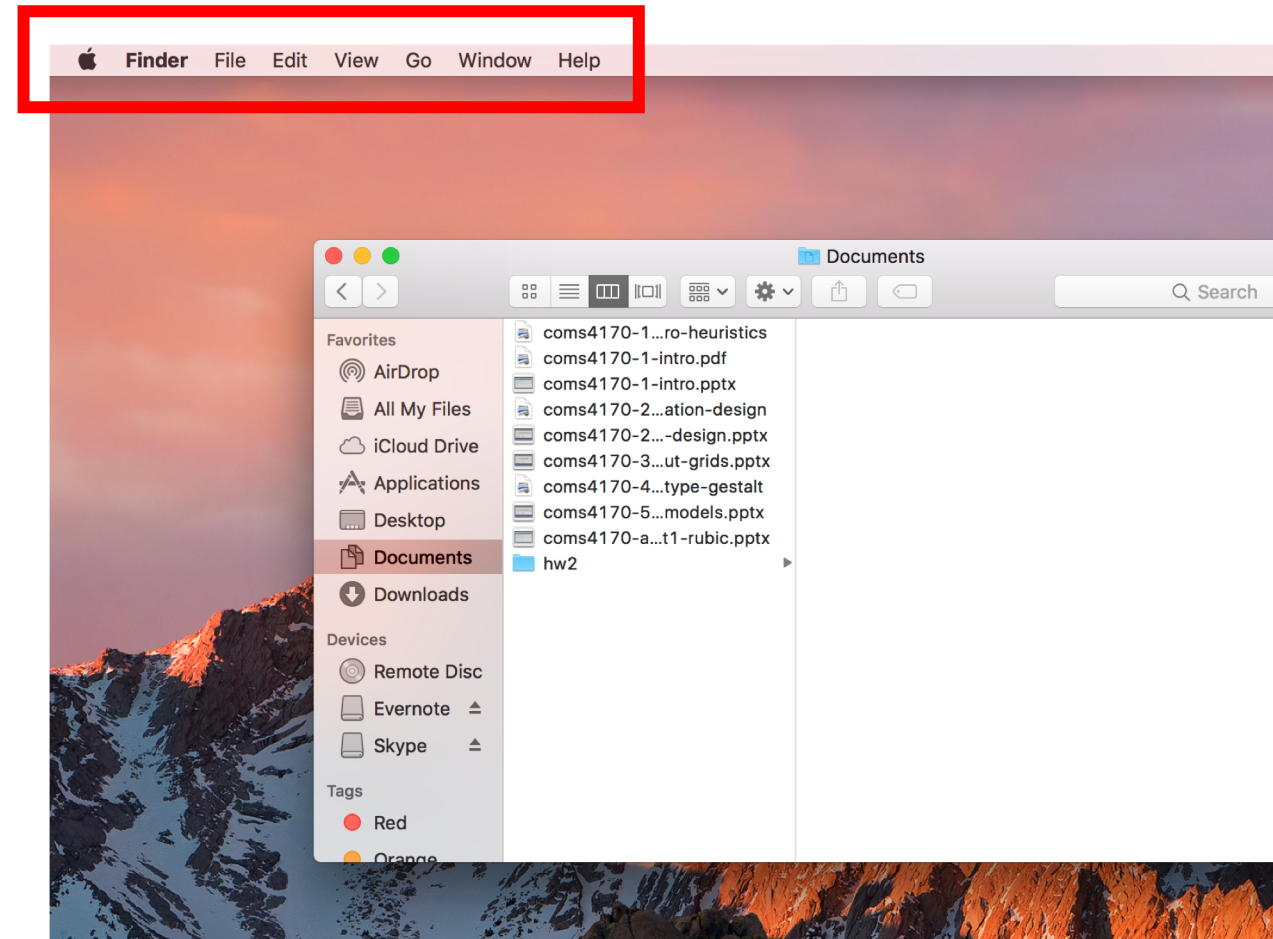 Finder File Edit View Go Window Help
Documents
Search
Favorites
AirDrop
All My Files
iCloud Drive
Applications
Desktop
Documents
Downloads
Devices
Remote Disc
Evernote
Skype
Tags
Red
Orange
coms4170-1...ro-heuristics
coms4170-1-intro.pdf
coms4170-1-intro.pptx
coms4170-2...ation-design
coms4170-2...-design.pptx
coms4170-3...ut-grids.pptx
coms4170-4...type-gestalt
coms4170-5...models.pptx
coms4170-a...t1-rubic.pptx
hw2